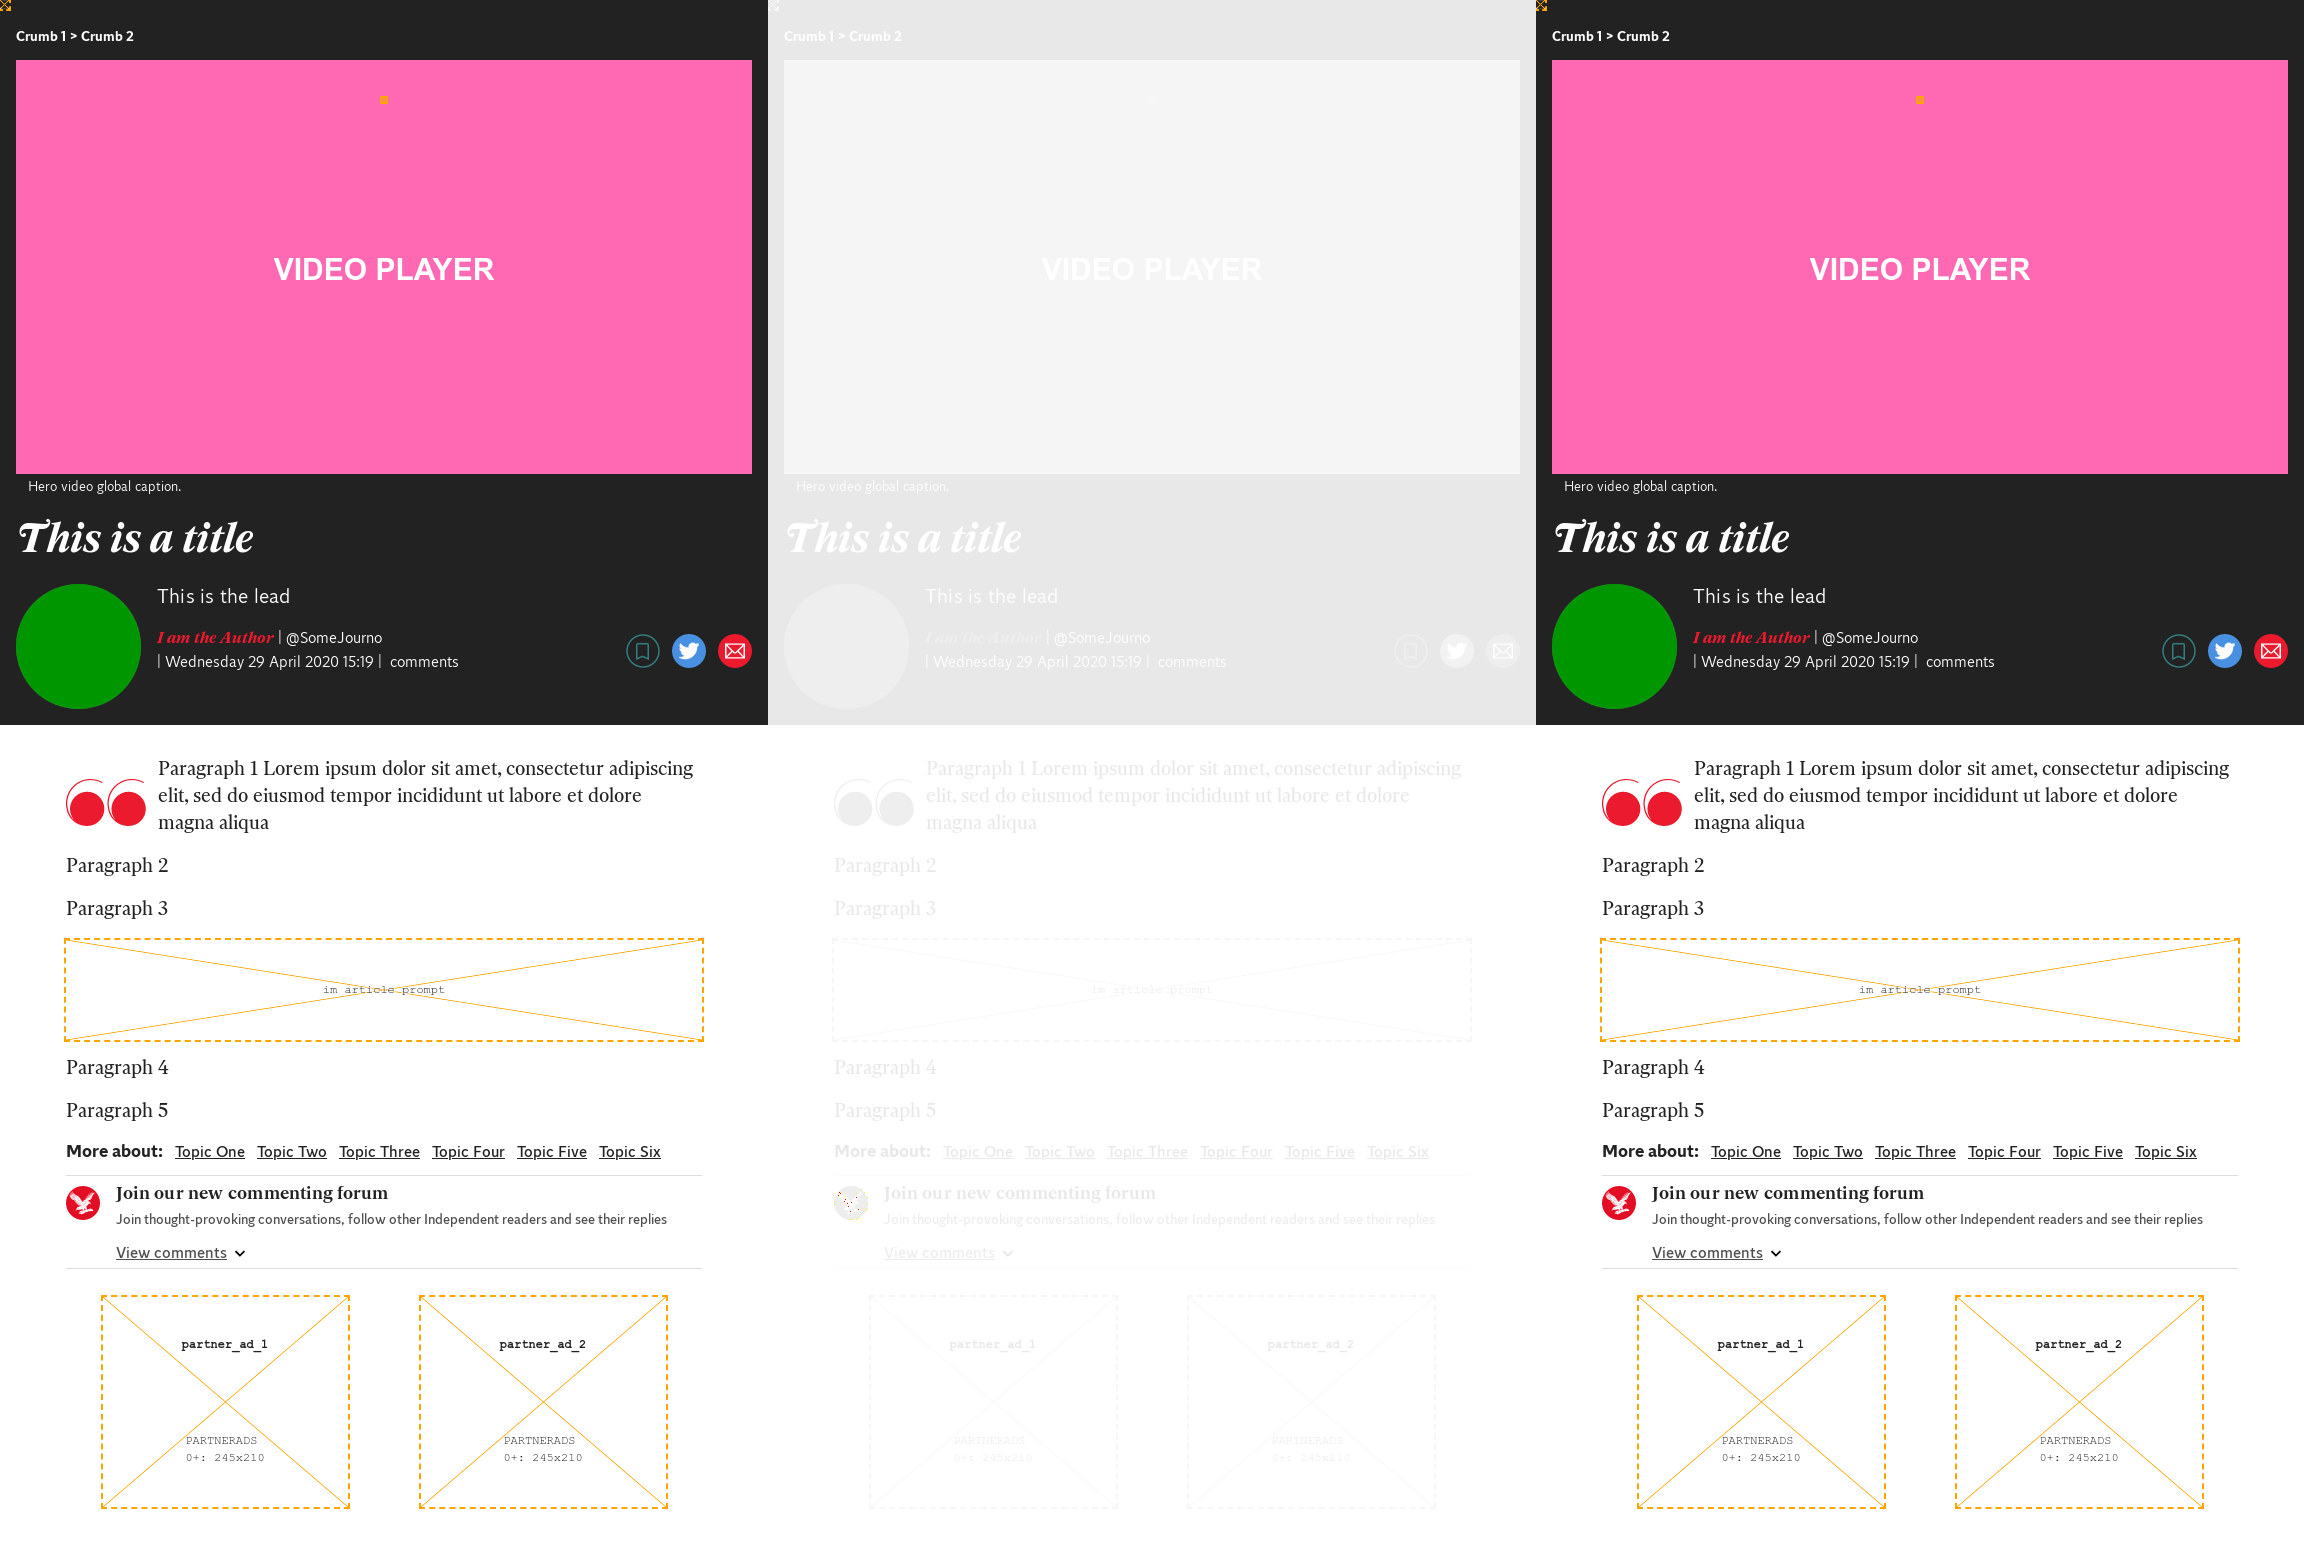 Crumb 1 > Crumb 2
VIDEO PLAYER
Hero video global caption.
This is a title
This is the lead
I am the Author | @SomeJourno
| Wednesday 29 April 2020 15:19 | comments
Paragraph 1 Lorem ipsum dolor sit amet, consectetur adipiscing
elit, sed do eiusmod tempor incididunt ut labore et dolore
magna aliqua
Paragraph 2
Paragraph 3
im article prompt
Paragraph 4
Paragraph 5
More about: Topic One Topic Two Topic Three Topic Four Topic Five Topic Six
Join our new commenting forum
Join thought-provoking conversations, follow other Independent readers and see their replies
View comments
partner_ad_1
PARTNERADS
0+: 245x210
partner_ad_2
PARTNERADS
0+: 245x210
Crumb 1 > Crumb 2
VIDEO PLAYER
Hero video global caption.
This is a title
This is the lead
I am the Author | @SomeJourno
| Wednesday 29 April 2020 15:19 | comments
Paragraph 1 Lorem ipsum dolor sit amet, consectetur adipiscing
elit, sed do eiusmod tempor incididunt ut labore et dolore
magna aliqua
Paragraph 2
Paragraph 3
im article prompt
Paragraph 4
Paragraph 5
More about: Topic One Topic Two Topic Three Topic Four Topic Five Topic Six
Join our new commenting forum
Join thought-provoking conversations, follow other Independent readers and see their replies
View comments
partner_ad_1
PARTNERADS
0+: 245x210
partner_ad_2
PARTNERADS
0+: 245x210
Crumb 1 > Crumb 2
VIDEO PLAYER
Hero video global caption.
This is a title
This is the lead
I am the Author | @SomeJourno
| Wednesday 29 April 2020 15:19 | comments
Paragraph 1 Lorem ipsum dolor sit amet, consectetur adipiscing
elit, sed do eiusmod tempor incididunt ut labore et dolore
magna aliqua
Paragraph 2
Paragraph 3
im article prompt
Paragraph 4
Paragraph 5
More about: Topic One Topic Two Topic Three Topic Four Topic Five Topic Six
Join our new commenting forum
Join thought-provoking conversations, follow other Independent readers and see their replies
View comments
partner_ad_1
PARTNERADS
0+: 245x210
partner_ad_2
PARTNERADS
0+: 245x210